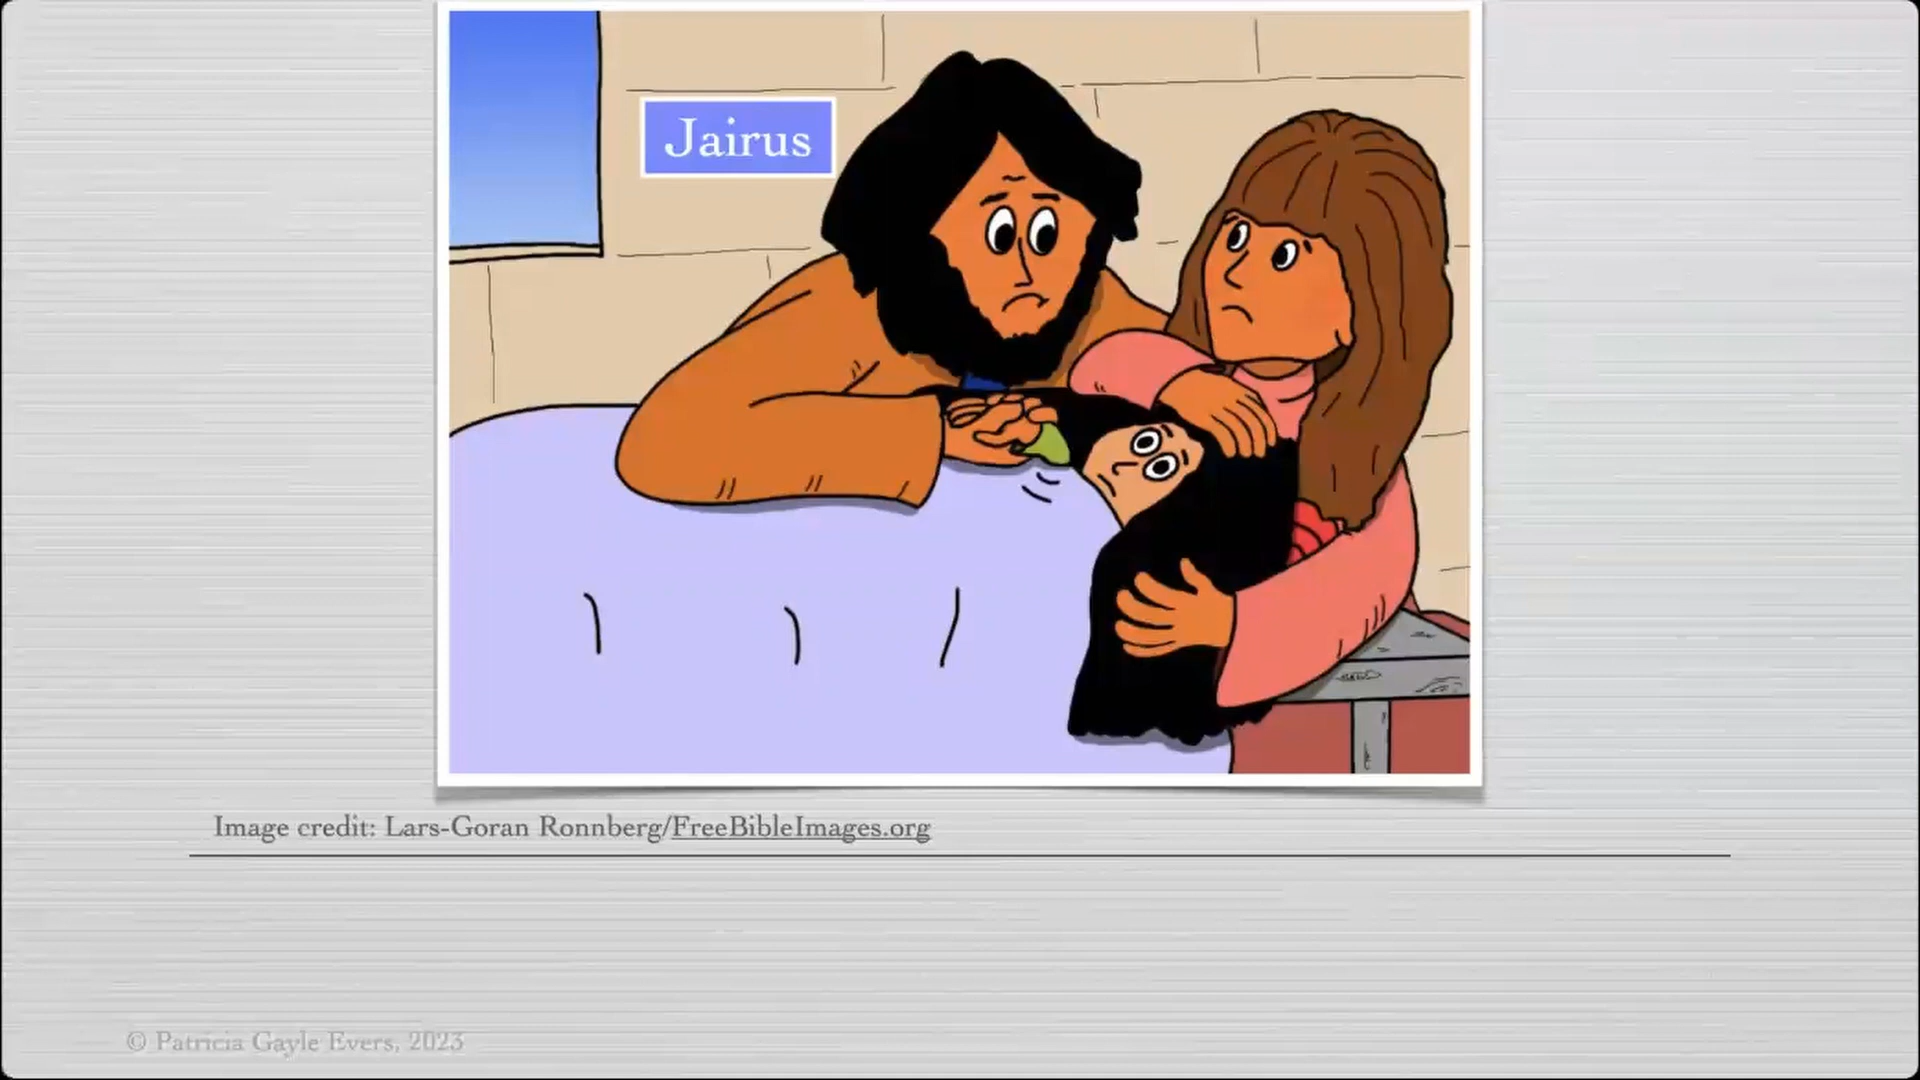 Jairus
Image credit: Lars-Goran Ronnberg/FreeBibleImages.org
© Patricia Gayle Evers, 2023